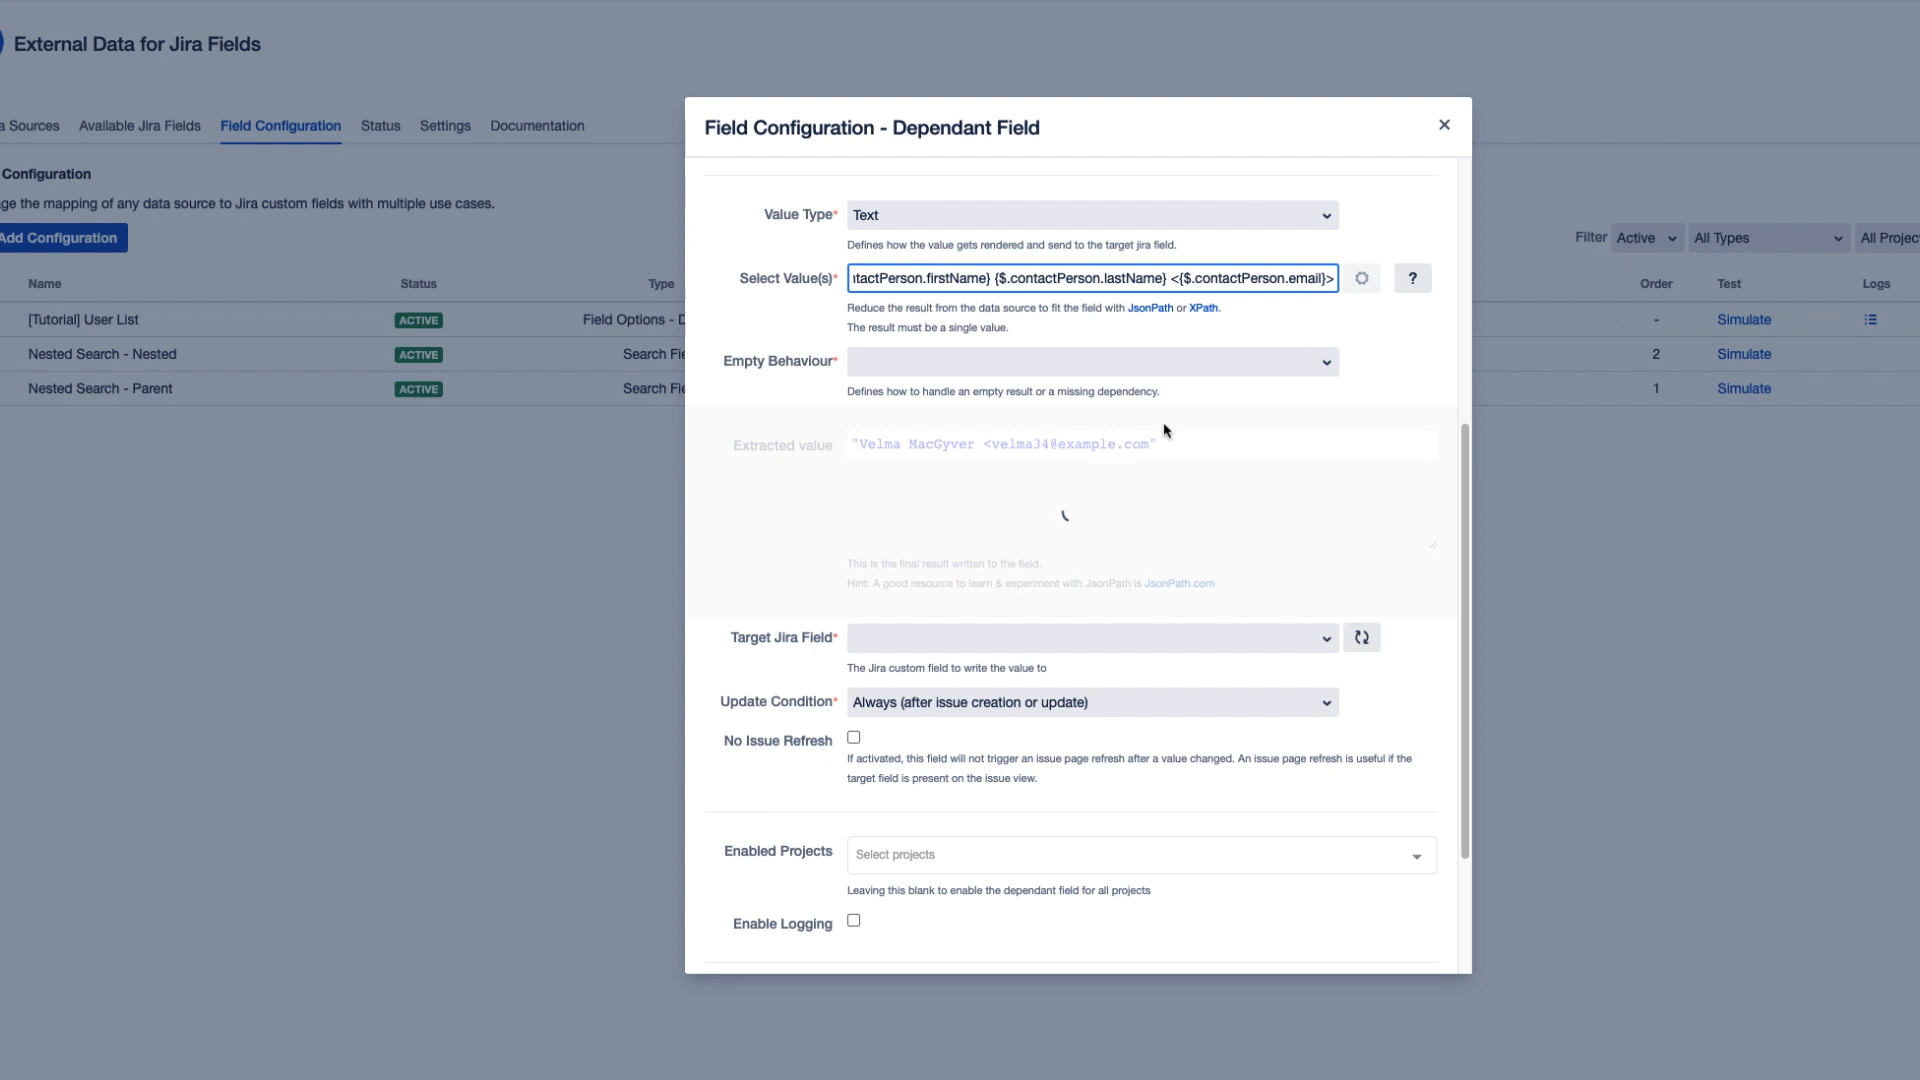 External Data for Jira Fields
a Sources
Available Jira Fields
Field Configuration
Status
Settings
Documentation
Configuration
ge the mapping of any data source to Jira custom fields with multiple use cases.
Add Configuration
Filter
Active
All Types
All Project
Name
Status
Type
Order
Test
Logs
[Tutorial] User List
ACTIVE
Field Options - D
-
Simulate
Nested Search - Nested
ACTIVE
Search Fie
2
Simulate
Nested Search - Parent
ACTIVE
Search Fie
1
Simulate
Field Configuration - Dependant Field
Value Type*
Text
Defines how the value gets rendered and send to the target jira field.
Select Value(s)*
ntactPerson.firstName} {$.contactPerson.lastName} <{$.contactPerson.email}>
?
Reduce the result from the data source to fit the field with JsonPath or XPath.
The result must be a single value.
Empty Behaviour*
Defines how to handle an empty result or a missing dependency.
Extracted value
"Velma MacGyver <velma34@example.com"
This is the final result written to the field.
Hint: A good resource to learn & experiment with JsonPath is JsonPath.com
Target Jira Field*
The Jira custom field to write the value to
Update Condition*
Always (after issue creation or update)
No Issue Refresh
If activated, this field will not trigger an issue page refresh after a value changed. An issue page refresh is useful if the
target field is present on the issue view.
Enabled Projects
Select projects
Leaving this blank to enable the dependant field for all projects
Enable Logging